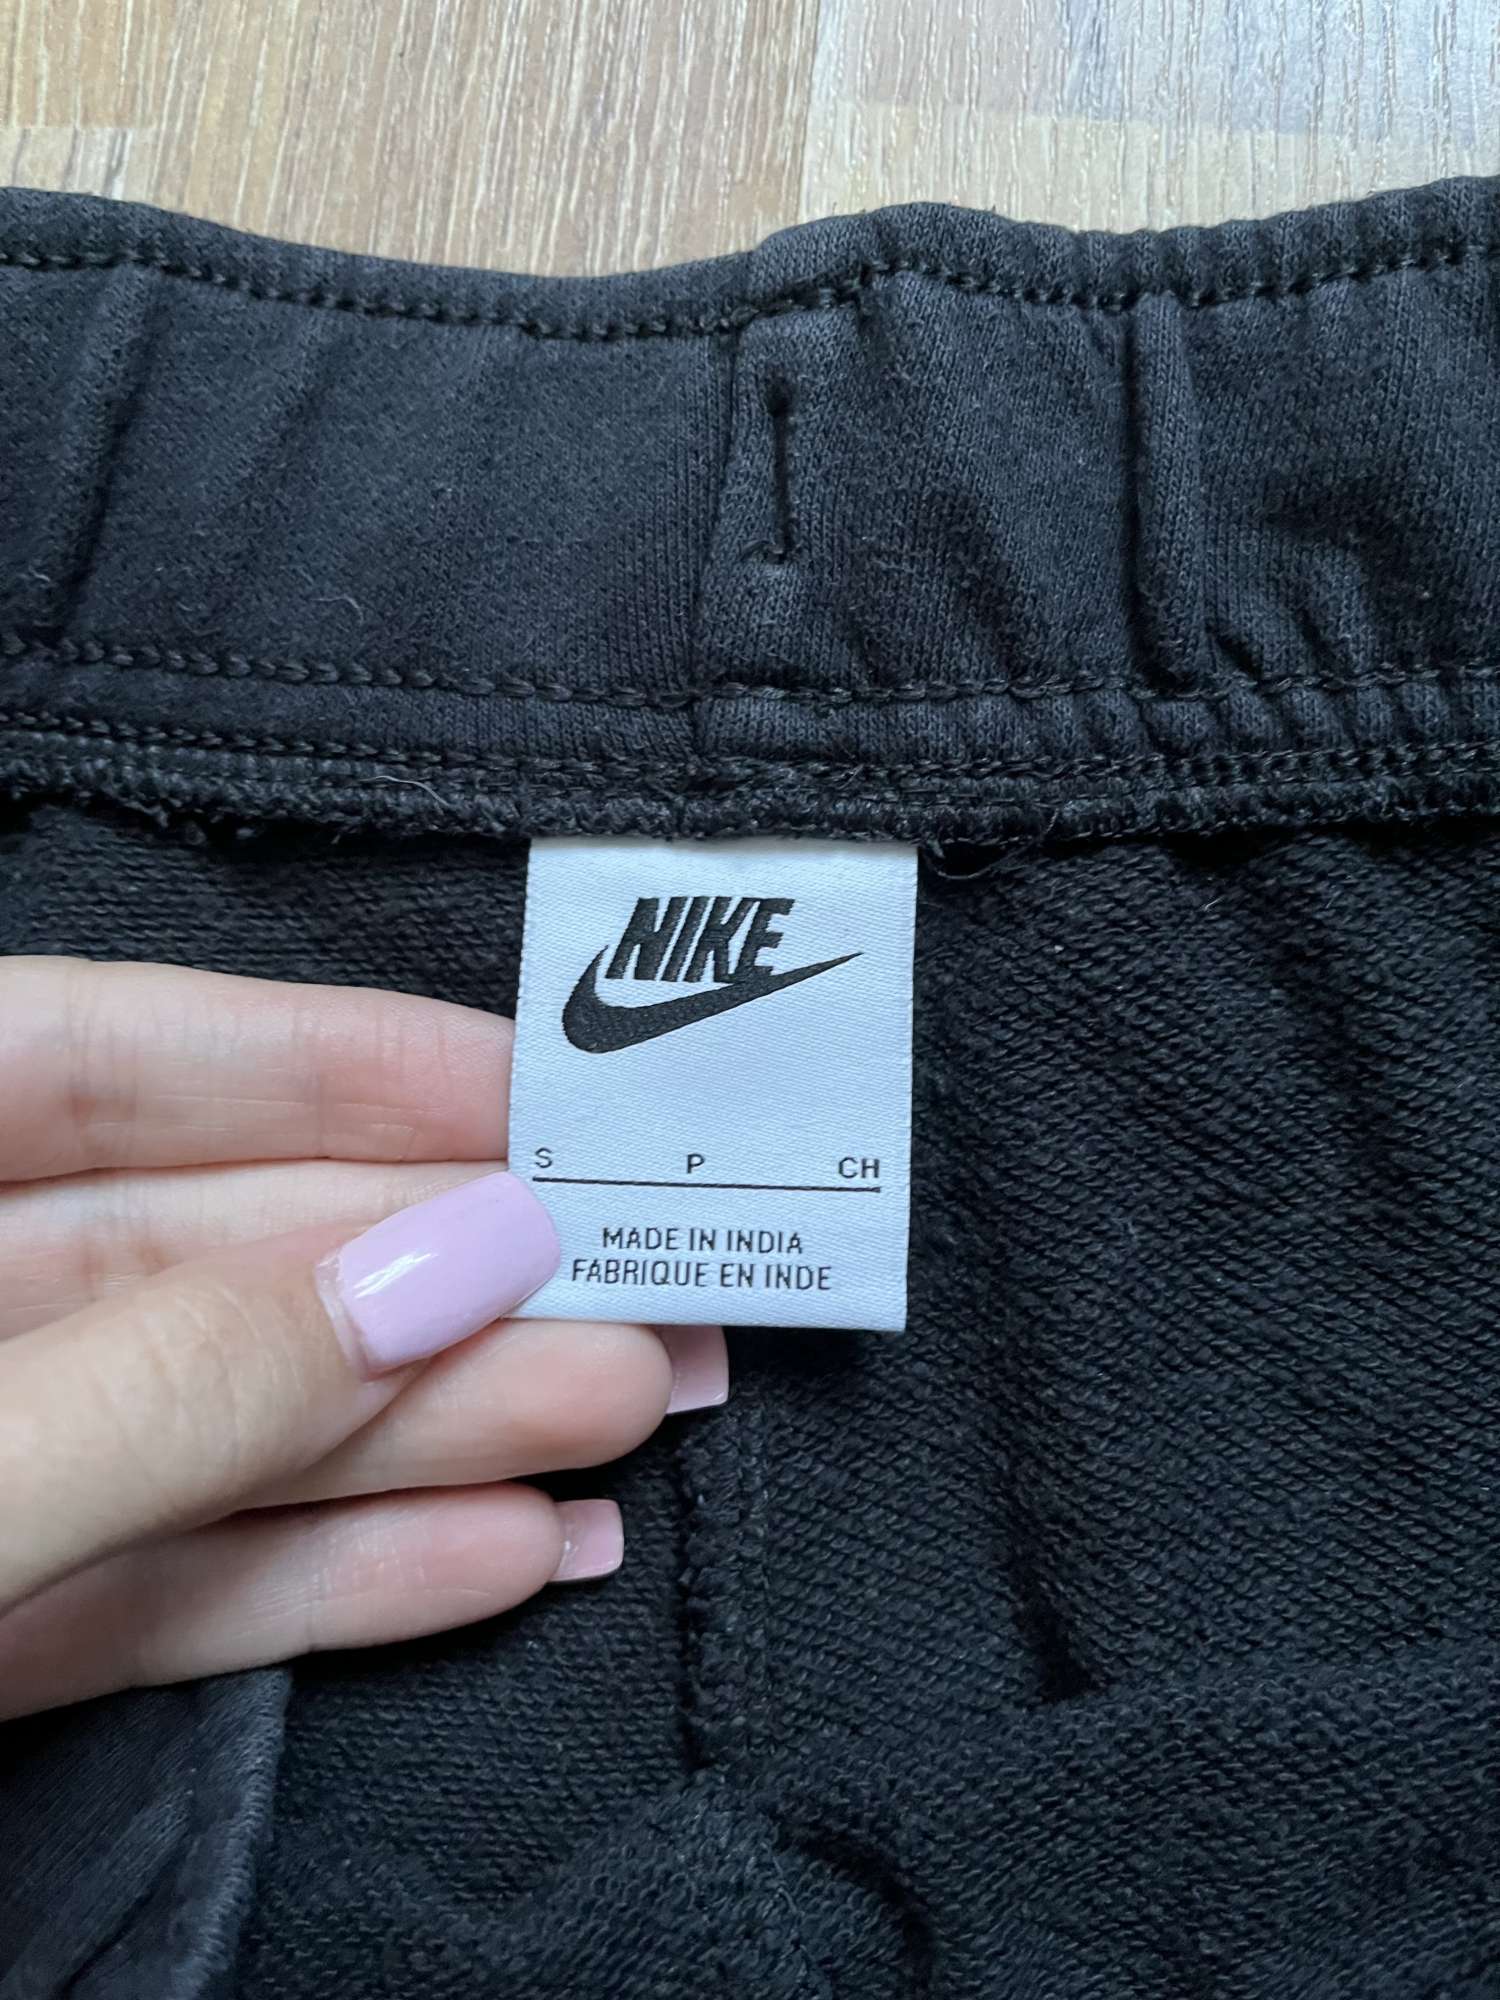 NIKE
S P CH
MADE IN INDIA
FABRIQUE EN INDE